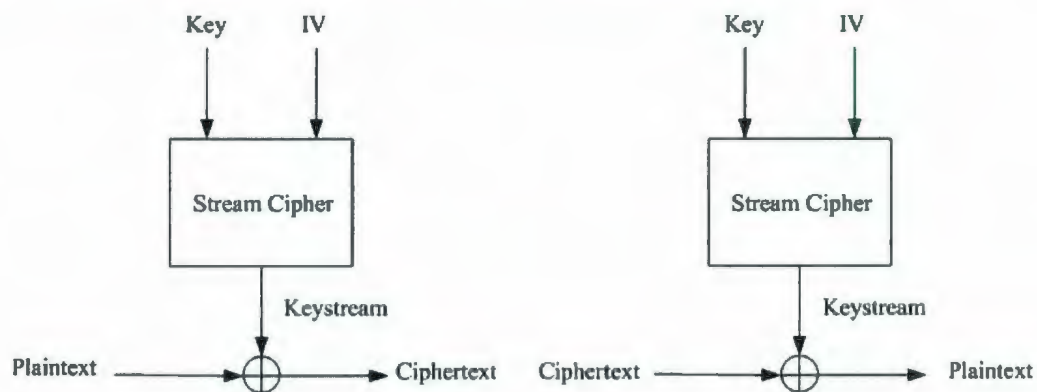 Key IV
Stream Cipher
Keystream
Plaintext Ciphertext
Key IV
Stream Cipher
Keystream
Ciphertext Plaintext